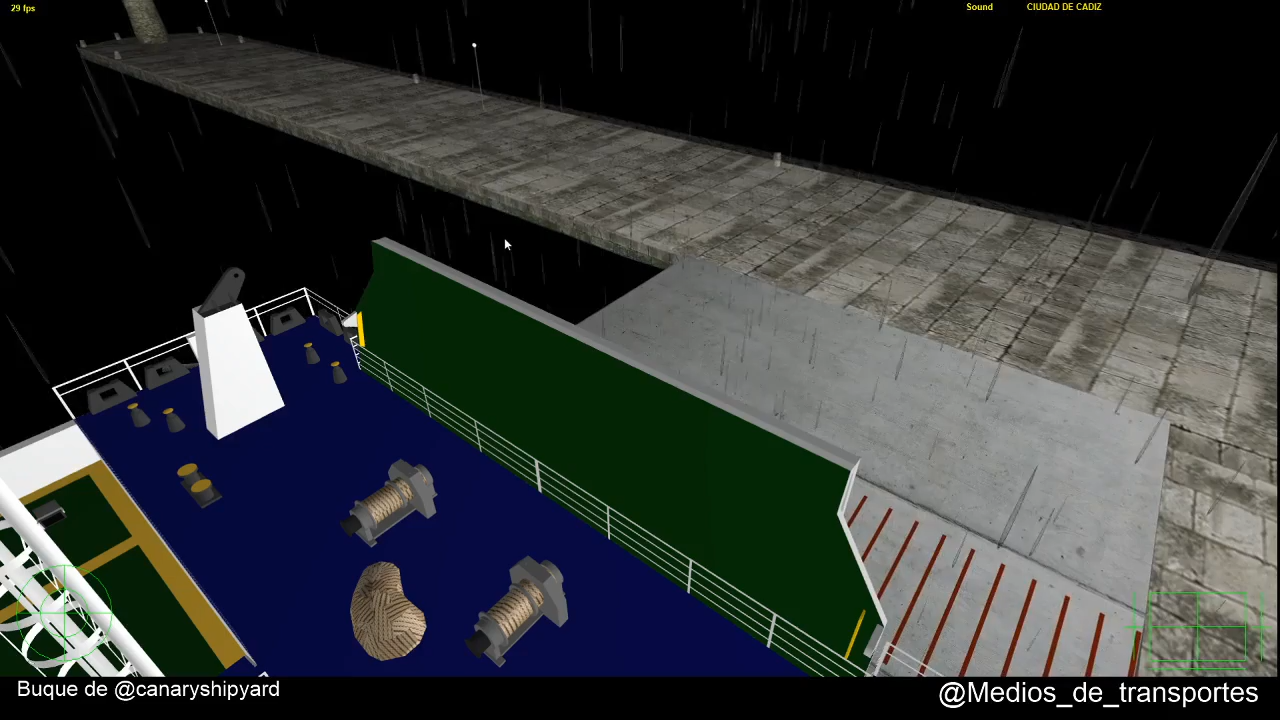 29 fps
Sound
CIUDAD DE CADIZ
Buque de @canaryshipyard
@Medios_de_transportes